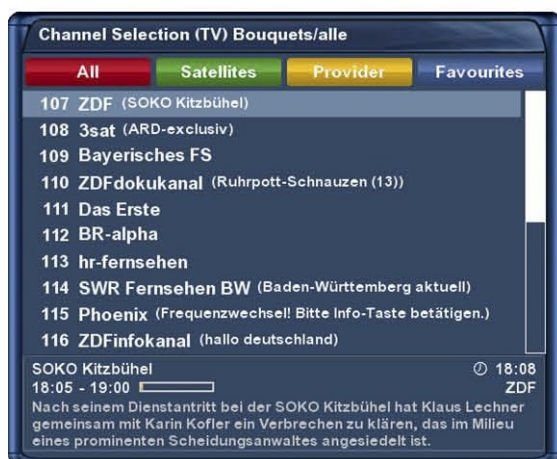 Channel Selection (TV) Bouquets/alle
All Satellites Provider Favourites
107 ZDF (SOKO Kitzbühel)
108 3sat (ARD-exclusiv)
109 Bayerisches FS
110 ZDFdokukanal (Ruhrpott-Schnauzen (13))
111 Das Erste
112 BR-alpha
113 hr-fernsehen
114 SWR Fernsehen BW (Baden-Württemberg aktuell)
115 Phoenix (Frequenzwechsel! Bitte Info-Taste betätigen.)
116 ZDFinfokanal (hallo deutschland)
SOKO Kitzbühel 18:08
18:05 - 19:00 ZDF
Nach seinem Dienstantritt bei der SOKO Kitzbühel hat Klaus Lechner
gemeinsam mit Karin Kofler ein Verbrechen zu klären, das im Milieu
eines prominenten Scheidungsanwaltes angesiedelt ist.